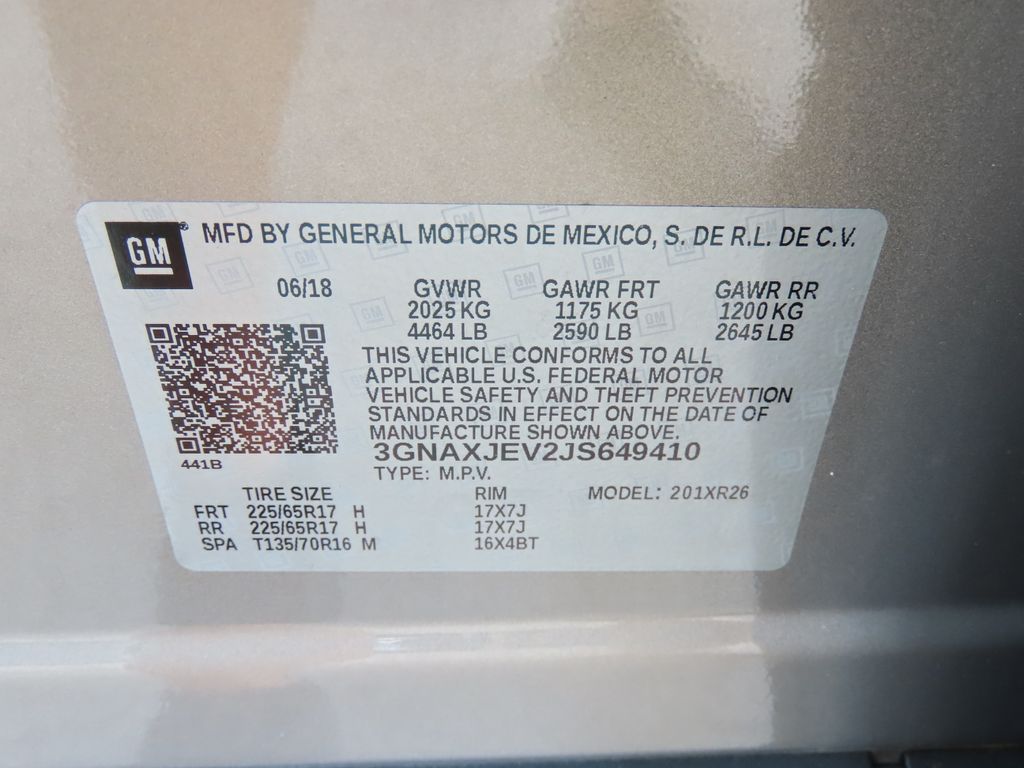 GM ® MFD BY GENERAL MOTORS DE MEXICO, S. DE R.L. DE C.V.
06/18 GVWR GAWR FRT GAWR RR
2025 KG 1175 KG 1200 KG
4464 LB 2590 LB 2645 LB
THIS VEHICLE CONFORMS TO ALL
APPLICABLE U.S. FEDERAL MOTOR
VEHICLE SAFETY AND THEFT PREVENTION
STANDARDS IN EFFECT ON THE DATE OF
MANUFACTURE SHOWN ABOVE.
3GNAXJEV2JS649410
441B
TYPE: M.P.V.
TIRE SIZE RIM MODEL: 201XR26
FRT 225/65R17 H 17X7J
RR 225/65R17 H 17X7J
SPA T135/70R16 M 16X4BT